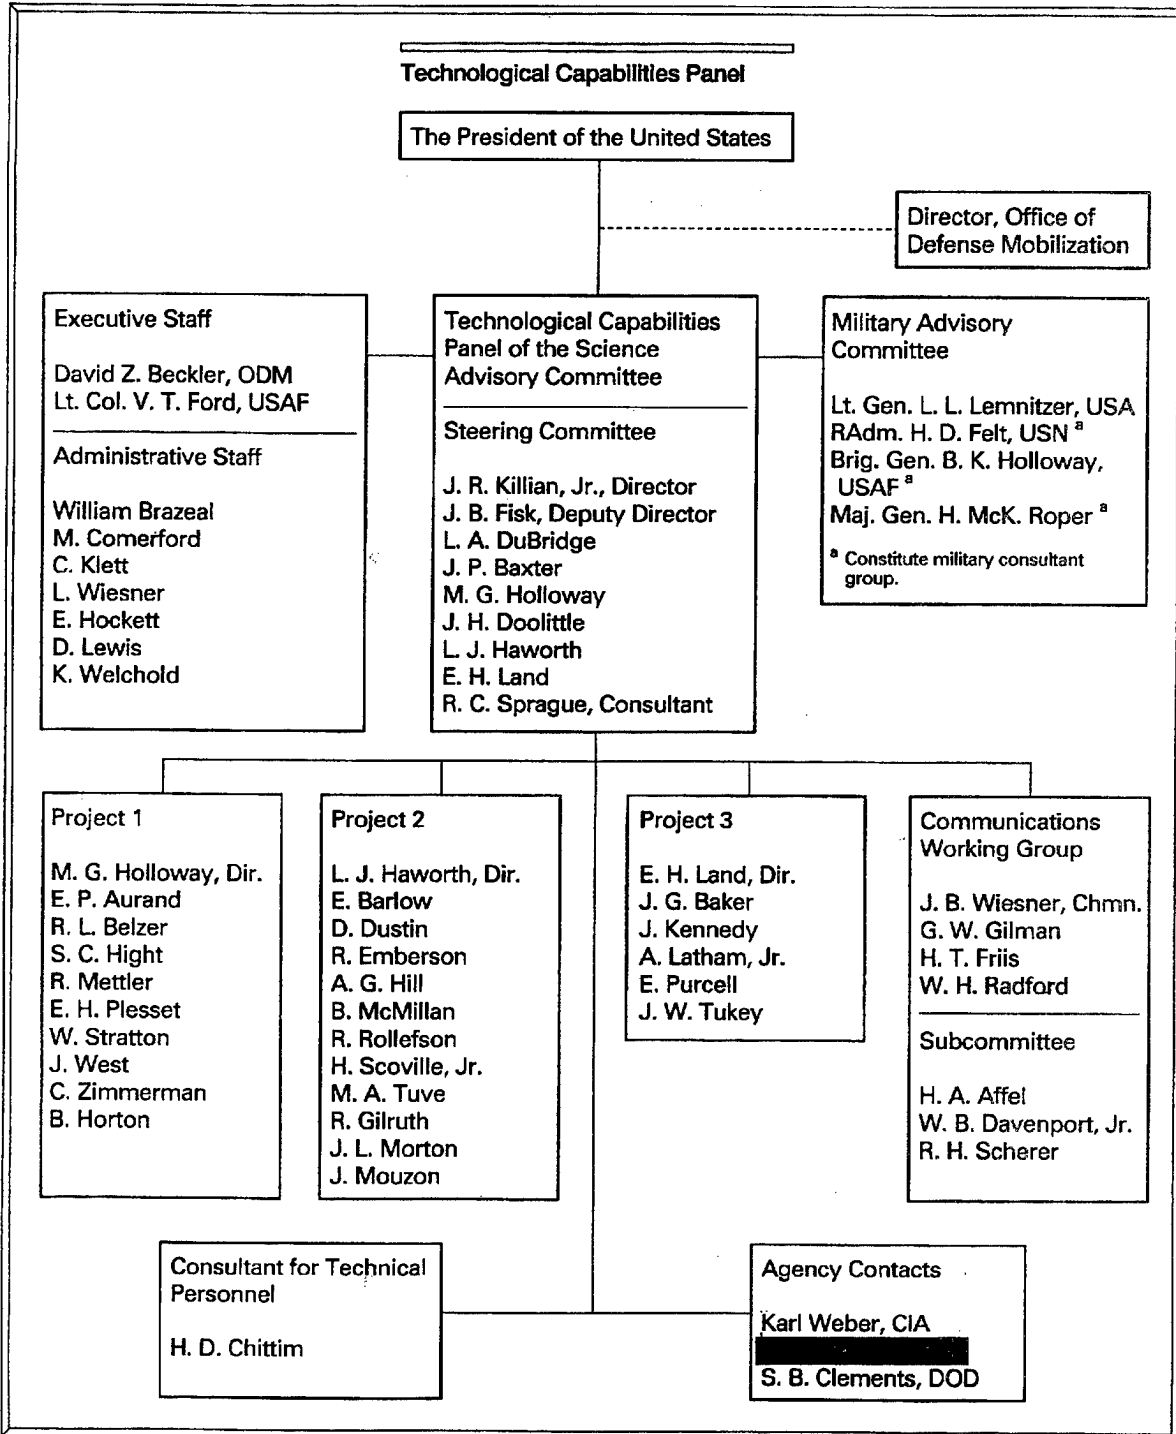 Technological Capabilities Panel
The President of the United States
Director, Office of
Defense Mobilization
Executive Staff
David Z. Beckler, ODM
Lt. Col. V. T. Ford, USAF
Administrative Staff
William Brazeal
M. Comerford
C. Klett
L. Wiesner
E. Hockett
D. Lewis
K. Welchold
Technological Capabilities
Panel of the Science
Advisory Committee
Steering Committee
J. R. Killian, Jr., Director
J. B. Fisk, Deputy Director
L. A. DuBridge
J. P. Baxter
M. G. Holloway
J. H. Doolittle
L. J. Haworth
E. H. Land
R. C. Sprague, Consultant
Military Advisory
Committee
Lt. Gen. L. L. Lemnitzer, USA
RAdm. H. D. Felt, USN a
Brig. Gen. B. K. Holloway,
USAF a
Maj. Gen. H. McK. Roper a
a Constitute military consultant
group.
Project 1
M. G. Holloway, Dir.
E. P. Aurand
R. L. Belzer
S. C. Hight
R. Mettler
E. H. Plesset
W. Stratton
J. West
C. Zimmerman
B. Horton
Project 2
L. J. Haworth, Dir.
E. Barlow
D. Dustin
R. Emberson
A. G. Hill
B. McMillan
R. Rollefson
H. Scoville, Jr.
M. A. Tuve
R. Gilruth
J. L. Morton
J. Mouzon
Project 3
E. H. Land, Dir.
J. G. Baker
J. Kennedy
A. Latham, Jr.
E. Purcell
J. W. Tukey
Communications
Working Group
J. B. Wiesner, Chmn.
G. W. Gilman
H. T. Friis
W. H. Radford
Subcommittee
H. A. Affel
W. B. Davenport, Jr.
R. H. Scherer
Consultant for Technical
Personnel
H. D. Chittim
Agency Contacts
Karl Weber, CIA
S. B. Clements, DOD